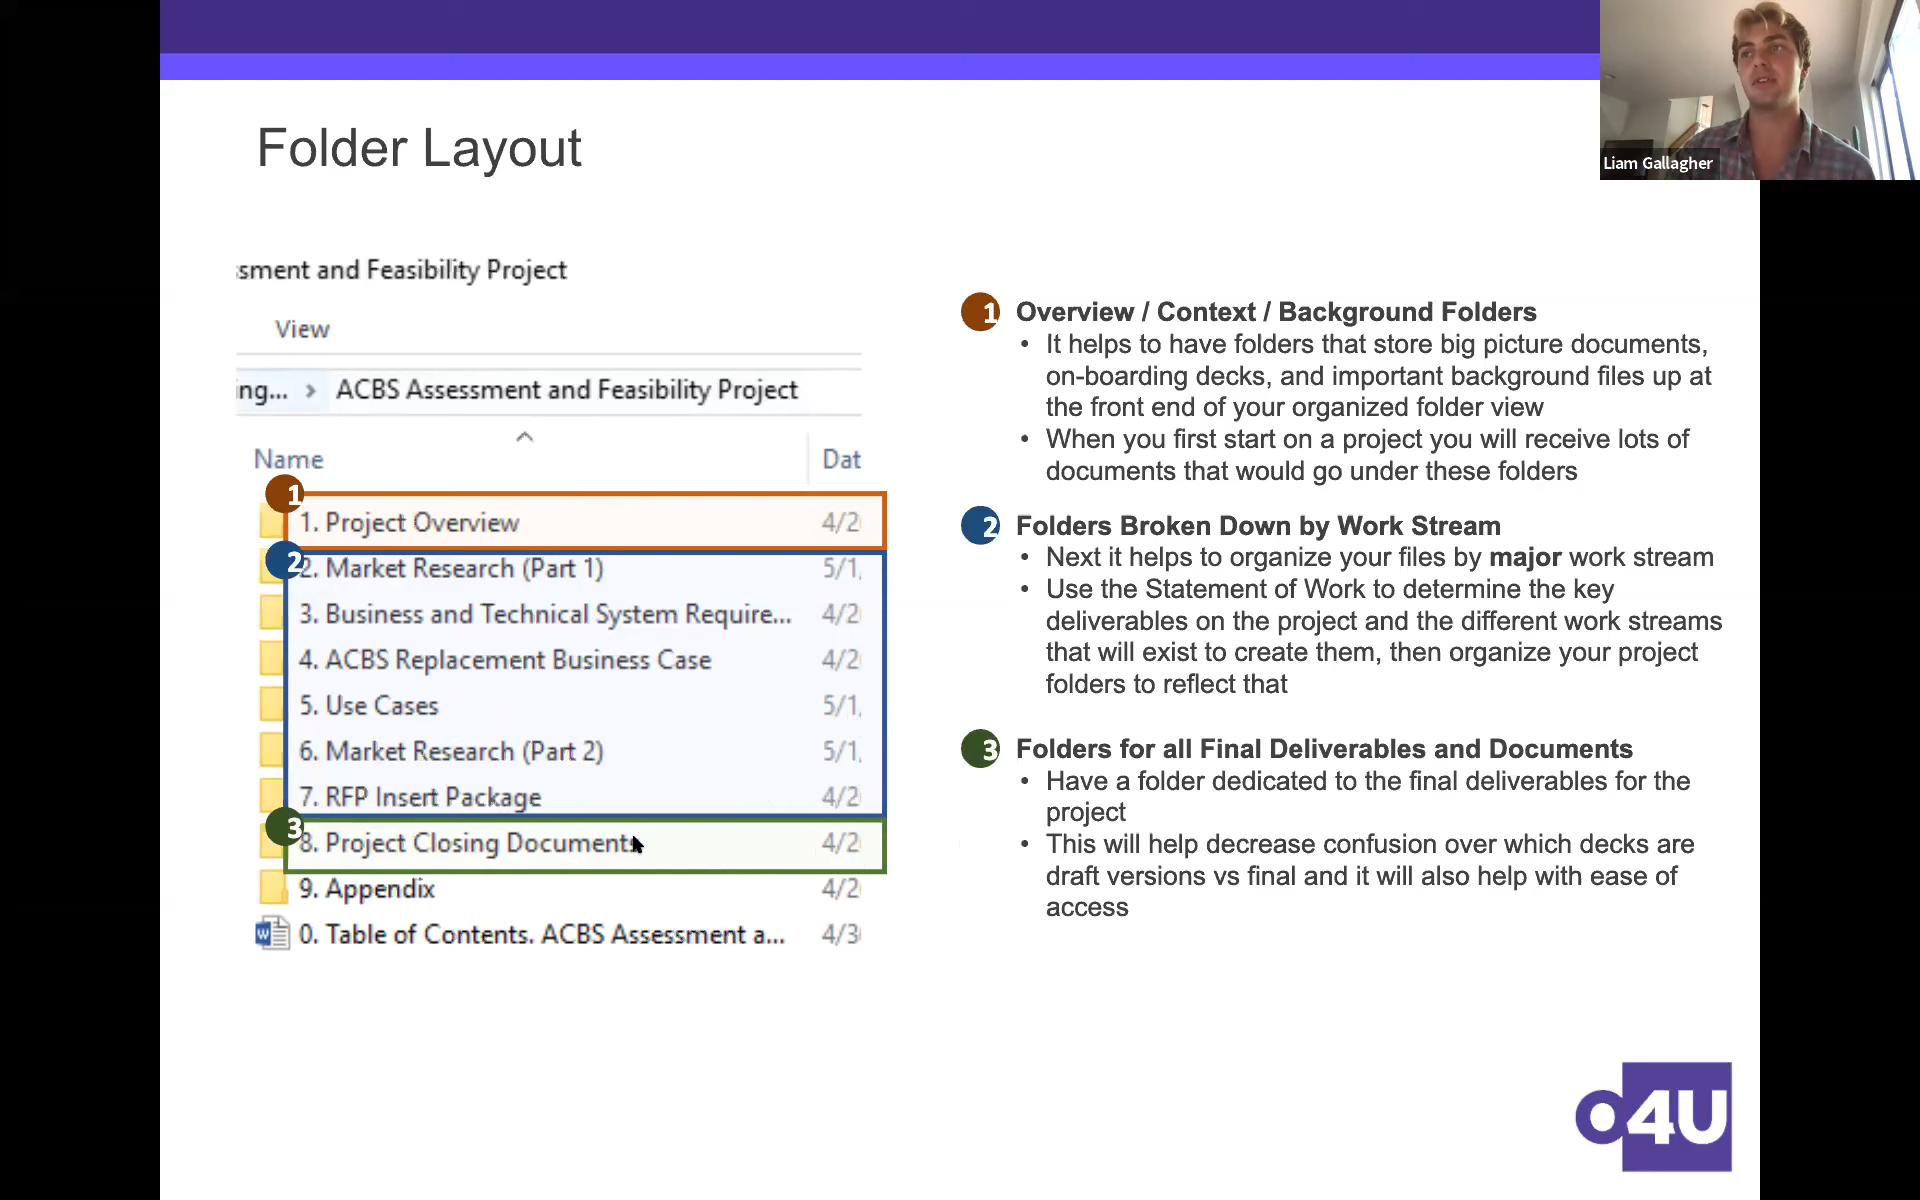 Liam Gallagher
Folder Layout
sment and Feasibility Project
View
ing... > ACBS Assessment and Feasibility Project
Name Dat
1
1. Project Overview 4/2
2
2. Market Research (Part 1) 5/1,
3. Business and Technical System Require... 4/2
4. ACBS Replacement Business Case 4/2
5. Use Cases 5/1,
6. Market Research (Part 2) 5/1,
7. RFP Insert Package 4/2
3
8. Project Closing Documents 4/2
9. Appendix 4/2
0. Table of Contents. ACBS Assessment a... 4/3
1 Overview / Context / Background Folders
• It helps to have folders that store big picture documents,
on-boarding decks, and important background files up at
the front end of your organized folder view
• When you first start on a project you will receive lots of
documents that would go under these folders
2 Folders Broken Down by Work Stream
• Next it helps to organize your files by major work stream
• Use the Statement of Work to determine the key
deliverables on the project and the different work streams
that will exist to create them, then organize your project
folders to reflect that
3 Folders for all Final Deliverables and Documents
• Have a folder dedicated to the final deliverables for the
project
• This will help decrease confusion over which decks are
draft versions vs final and it will also help with ease of
access
O4U